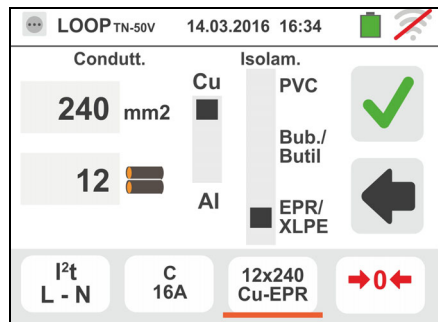 LOOP TN-50V 14.03.2016 16:34
Condutt. Isolam.
Cu PVC
240 mm2
Bub./
Butil
12
Al EPR/
XLPE
I²t
L - N
C
16A
12x240
Cu-EPR
→0←